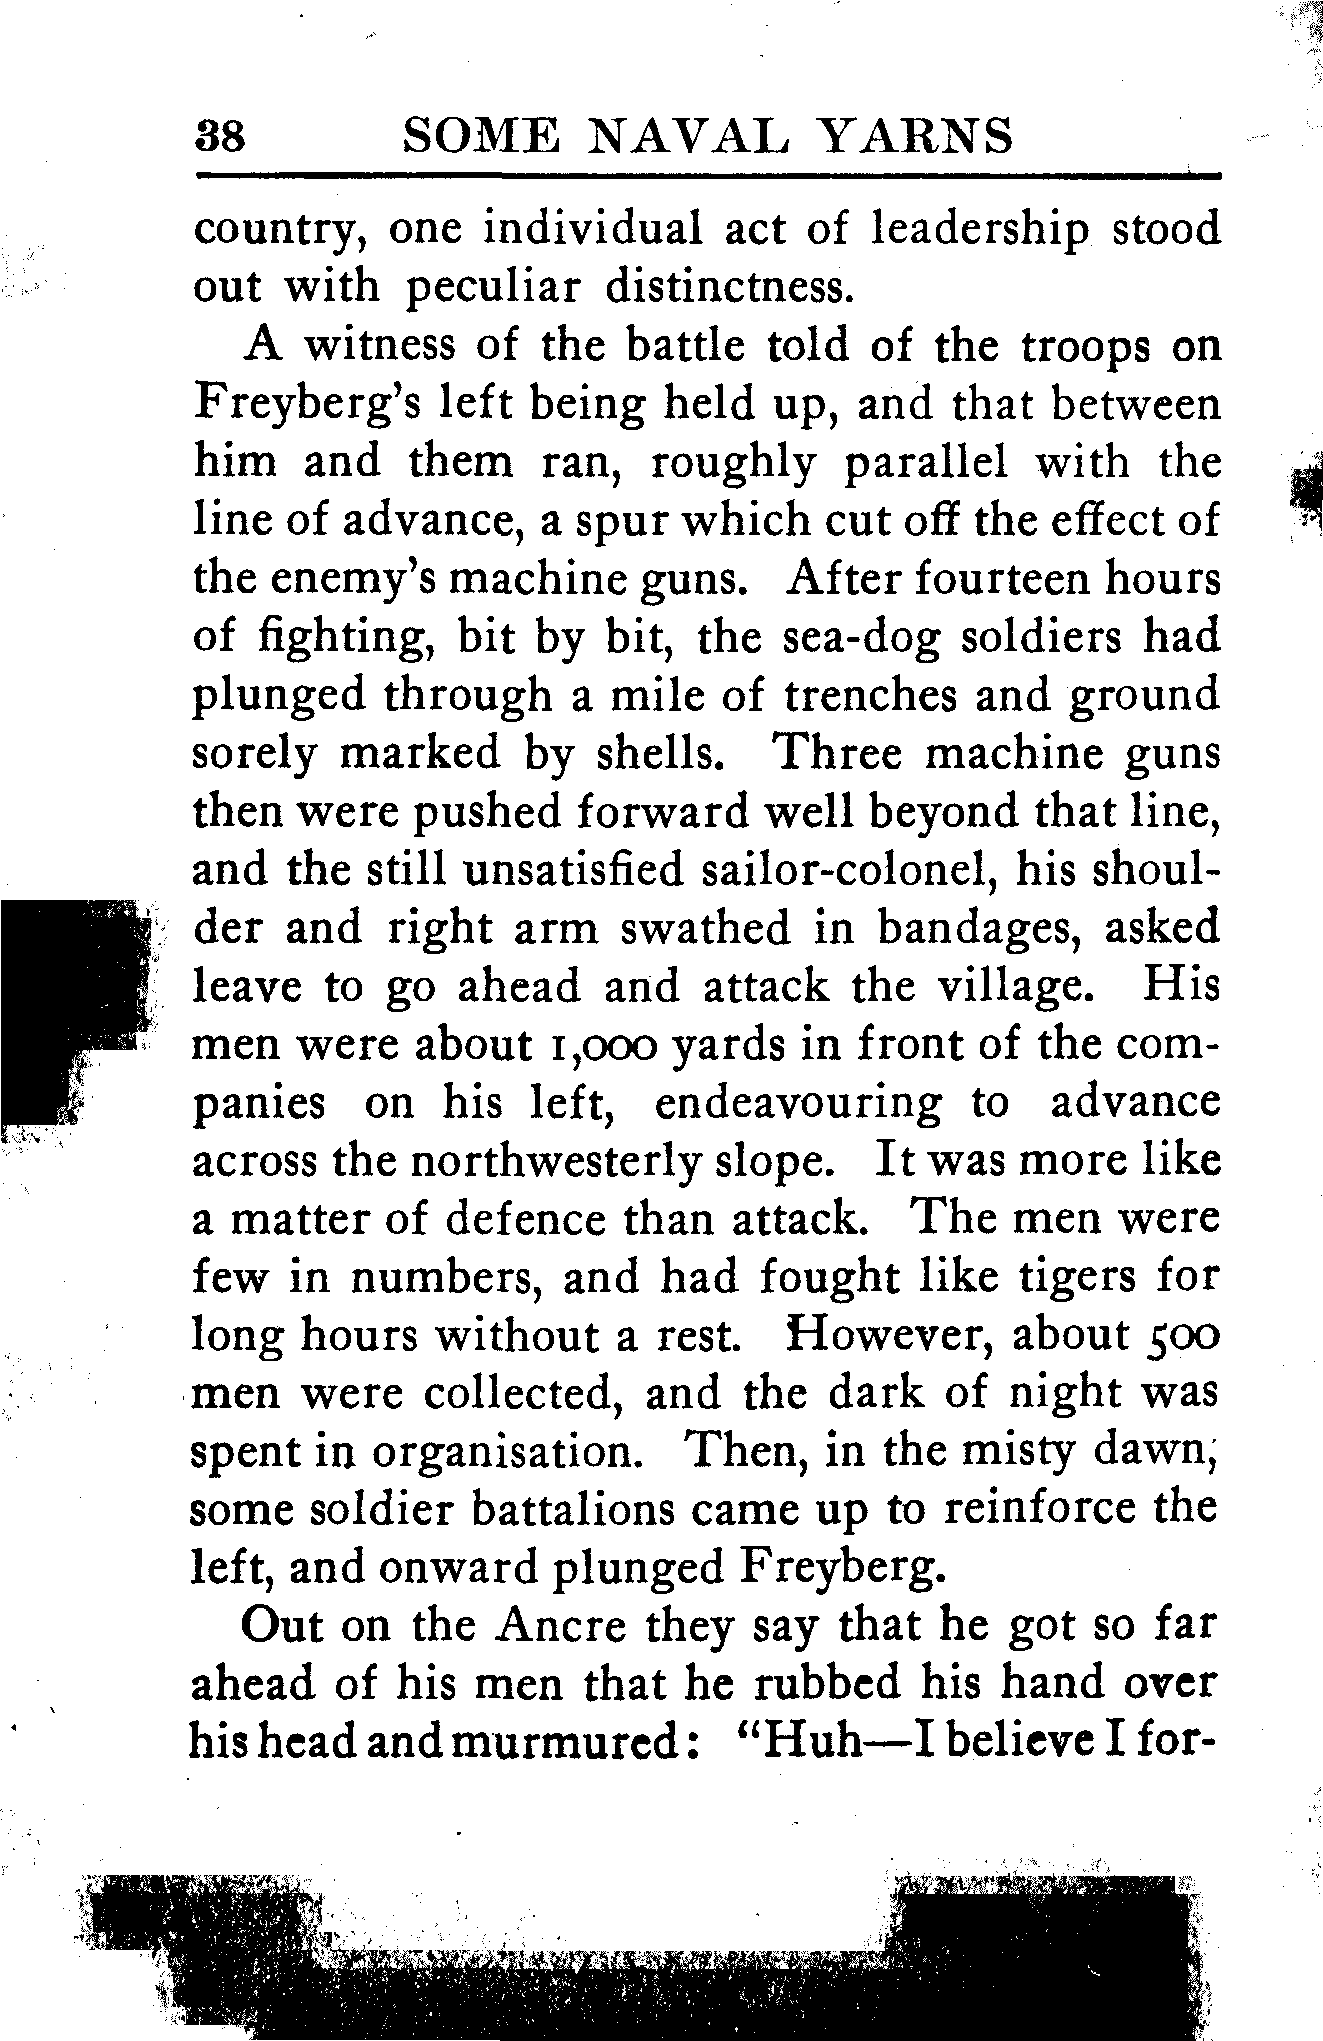 38 SOME NAVAL YARNS
country, one individual act of leadership stood
out with peculiar distinctness.
A witness of the battle told of the troops on
Freyberg's left being held up, and that between
him and them ran, roughly parallel with the
line of advance, a spur which cut off the effect of
the enemy's machine guns. After fourteen hours
of fighting, bit by bit, the sea-dog soldiers had
plunged through a mile of trenches and ground
sorely marked by shells. Three machine guns
then were pushed forward well beyond that line,
and the still unsatisfied sailor-colonel, his shoul-
der and right arm swathed in bandages, asked
leave to go ahead and attack the village. His
men were about 1,000 yards in front of the com-
panies on his left, endeavouring to advance
across the northwesterly slope. It was more like
a matter of defence than attack. The men were
few in numbers, and had fought like tigers for
long hours without a rest. However, about 500
men were collected, and the dark of night was
spent in organisation. Then, in the misty dawn,
some soldier battalions came up to reinforce the
left, and onward plunged Freyberg.
Out on the Ancre they say that he got so far
ahead of his men that he rubbed his hand over
his head and murmured: "Huh—I believe I for-